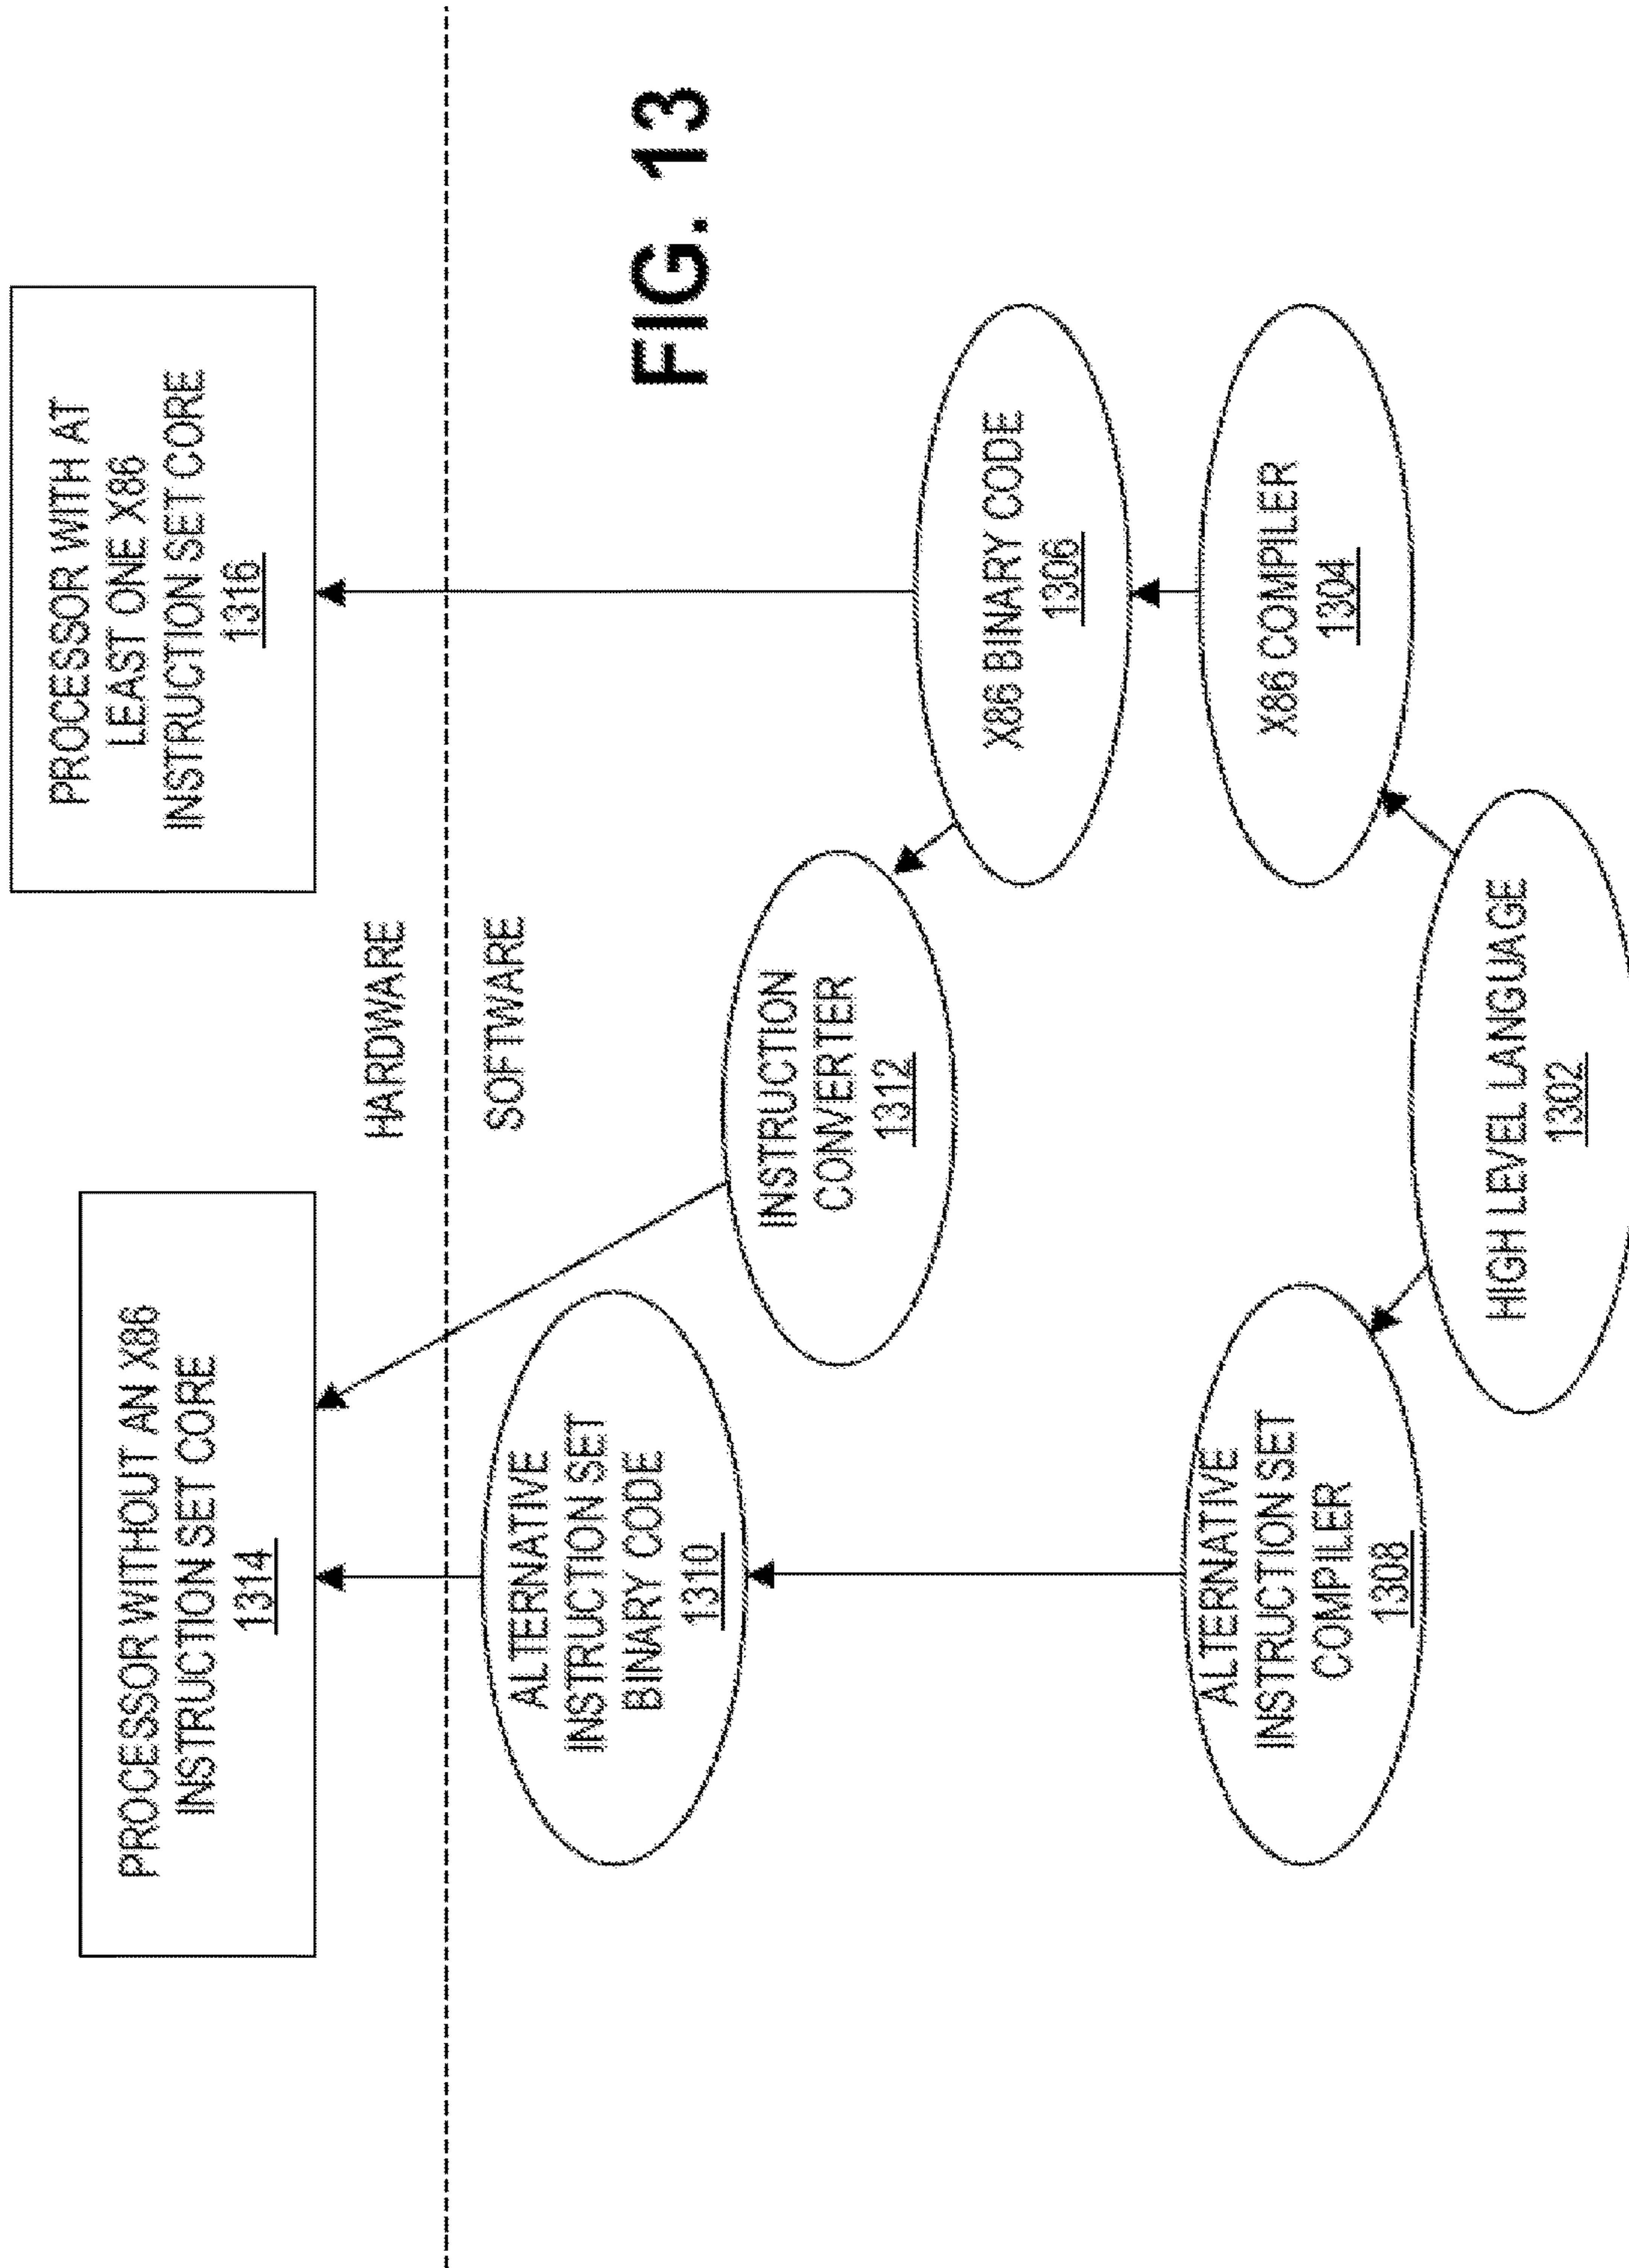 PROCESSOR WITHOUT AN X86
INSTRUCTION SET CORE
1314
PROCESSOR WITH AT
LEAST ONE X86
INSTRUCTION SET CORE
1316
HARDWARE
SOFTWARE
ALTERNATIVE
INSTRUCTION SET
BINARY CODE
1310
INSTRUCTION
CONVERTER
1312
FIG. 13
X86 BINARY CODE
1306
ALTERNATIVE
INSTRUCTION SET
COMPILER
1308
X86 COMPILER
1304
HIGH LEVEL LANGUAGE
1302